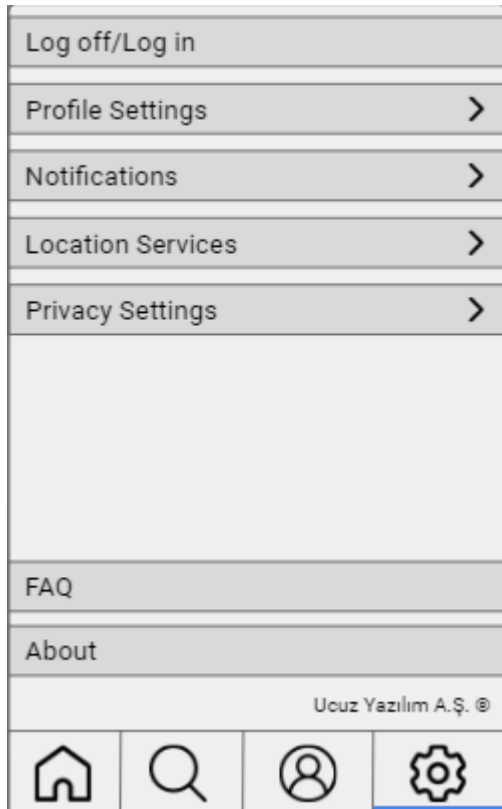 Log off/Log in
Profile Settings
Notifications
Location Services
Privacy Settings
FAQ
About
Ucuz Yazılım A.Ş. ®